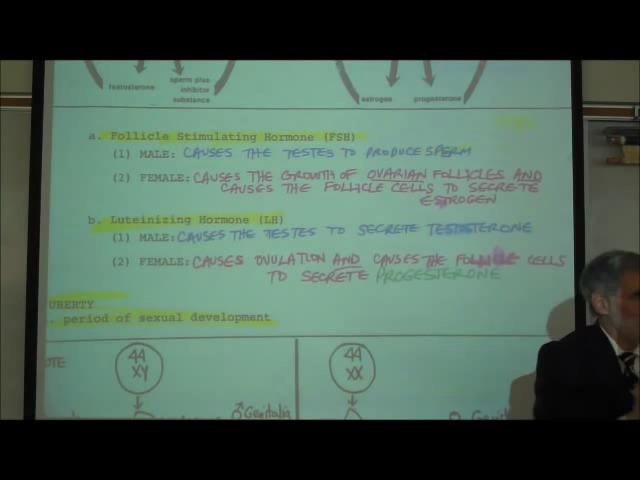 testosterone
sperm plus
inhibitor
substance
estrogen
progesterone
a. Follicle Stimulating Hormone (FSH)
(1) MALE: CAUSES THE TESTES TO PRODUCE SPERM
(2) FEMALE: CAUSES THE GROWTH OF OVARIAN FOLLICLES AND
CAUSES THE FOLLICLE CELLS TO SECRETE
ESTROGEN
b. Luteinizing Hormone (LH)
(1) MALE: CAUSES THE TESTES TO SECRETE TESTOSTERONE
(2) FEMALE: CAUSES OVULATION AND CAUSES THE FOLLICLE CELLS
TO SECRETE PROGESTERONE
UBERTY
. period of sexual development
OTE
44
XY
♂ Genitalia
44
XX